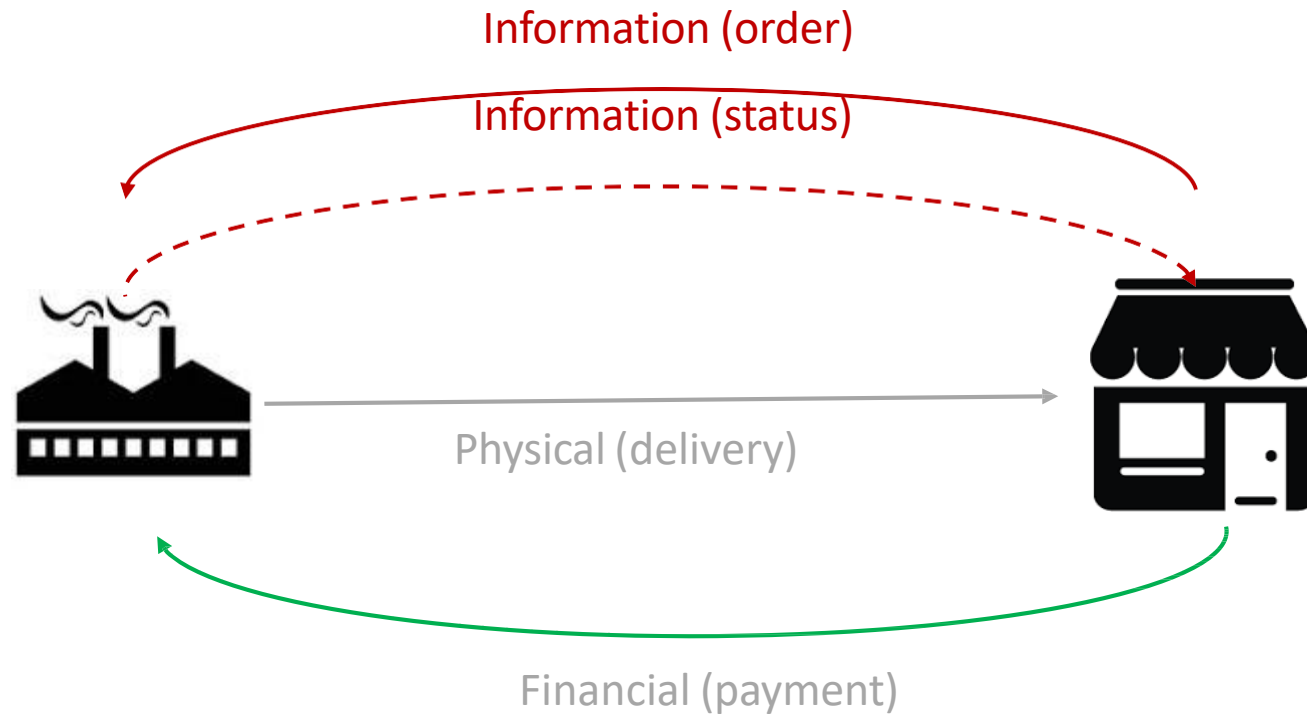 Information (order)
Information (status)
Physical (delivery)
Financial (payment)